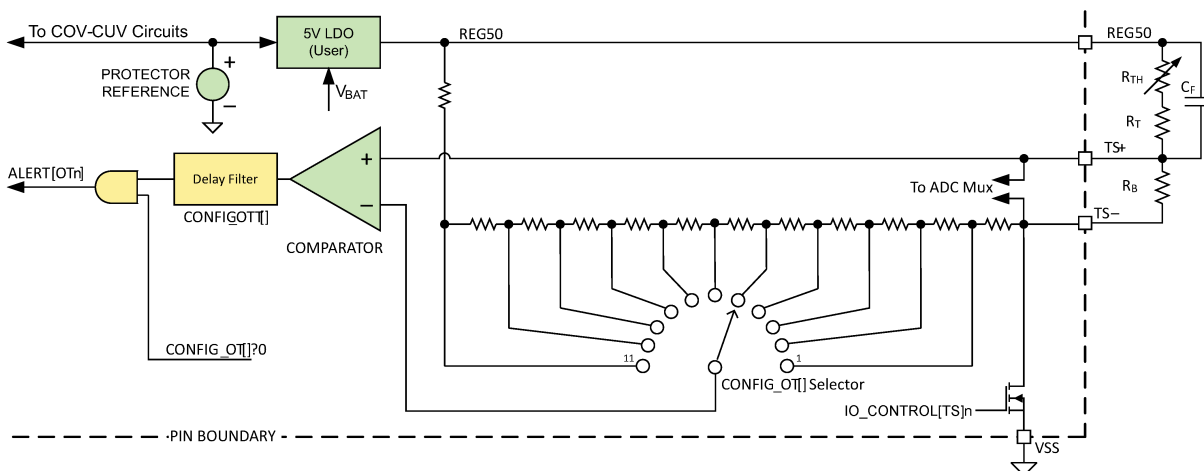 To COV-CUV Circuits
5V LDO
(User)
REG50
REG50
PROTECTOR
REFERENCE
+
−
VBAT
RTH
CF
RT
ALERT[OTn]
Delay Filter
CONFIGOTT[]
+
−
COMPARATOR
TS+
To ADC Mux
RB
TS−
11
1
CONFIG_OT[]?0
CONFIG_OT[] Selector
IO_CONTROL[TS]n
PIN BOUNDARY
VSS